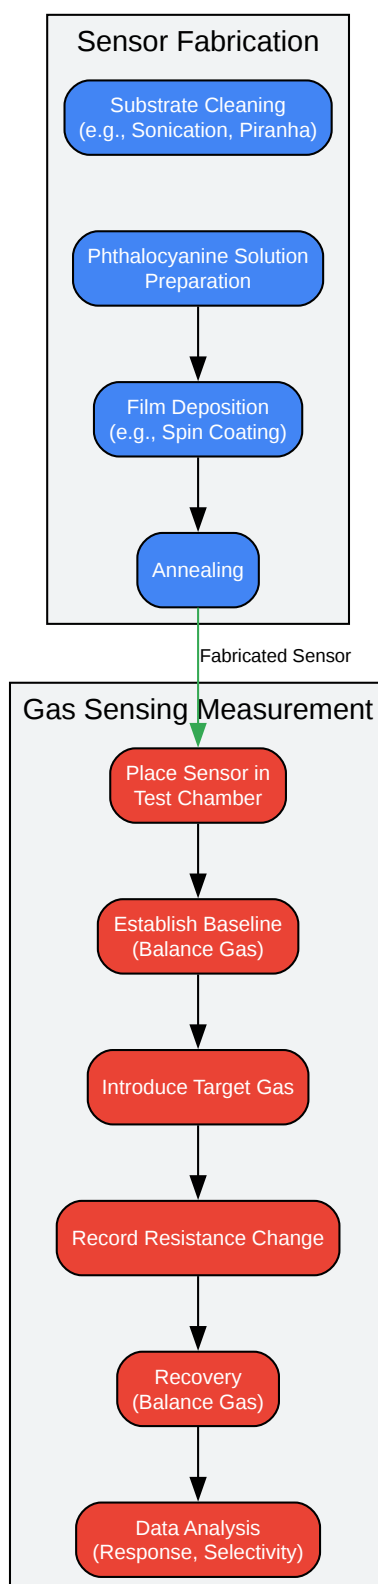 Sensor Fabrication
Substrate Cleaning
(e.g., Sonication, Piranha)
Phthalocyanine Solution
Preparation
Film Deposition
(e.g., Spin Coating)
Annealing
Fabricated Sensor
Gas Sensing Measurement
Place Sensor in
Test Chamber
Establish Baseline
(Balance Gas)
Introduce Target Gas
Record Resistance Change
Recovery
(Balance Gas)
Data Analysis
(Response, Selectivity)